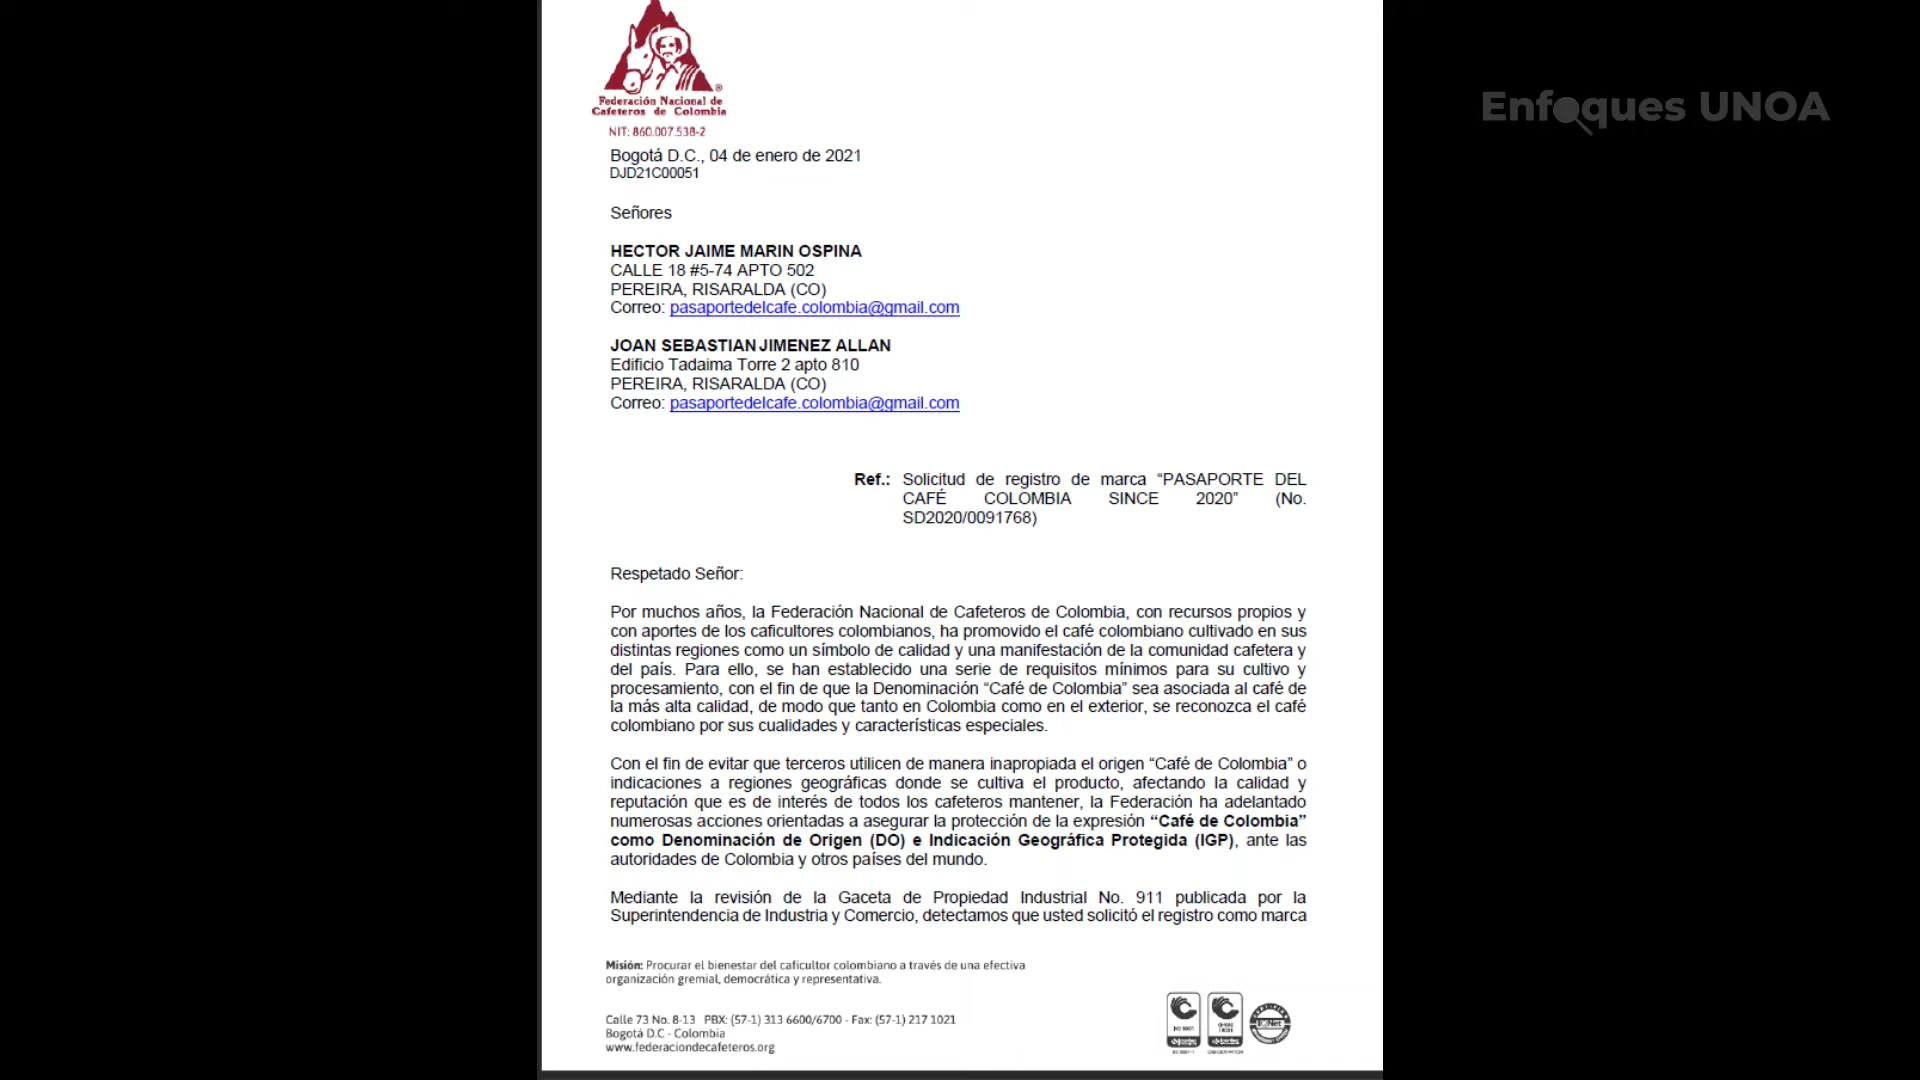 Federación Nacional de
Cafeteros de Colombia
NIT: 860.007.538-2
Enfoques UNOA
Bogotá D.C., 04 de enero de 2021
DJD21C00051
Señores
HECTOR JAIME MARIN OSPINA
CALLE 18 #5-74 APTO 502
PEREIRA, RISARALDA (CO)
Correo: pasaportedelcafe.colombia@gmail.com
JOAN SEBASTIAN JIMENEZ ALLAN
Edificio Tadaima Torre 2 apto 810
PEREIRA, RISARALDA (CO)
Correo: pasaportedelcafe.colombia@gmail.com
Ref.: Solicitud de registro de marca “PASAPORTE DEL
CAFÉ COLOMBIA SINCE 2020” (No.
SD2020/0091768)
Respetado Señor:
Por muchos años, la Federación Nacional de Cafeteros de Colombia, con recursos propios y
con aportes de los caficultores colombianos, ha promovido el café colombiano cultivado en sus
distintas regiones como un símbolo de calidad y una manifestación de la comunidad cafetera y
del país. Para ello, se han establecido una serie de requisitos mínimos para su cultivo y
procesamiento, con el fin de que la Denominación “Café de Colombia” sea asociada al café de
la más alta calidad, de modo que tanto en Colombia como en el exterior, se reconozca el café
colombiano por sus cualidades y características especiales.
Con el fin de evitar que terceros utilicen de manera inapropiada el origen “Café de Colombia” o
indicaciones a regiones geográficas donde se cultiva el producto, afectando la calidad y
reputación que es de interés de todos los cafeteros mantener, la Federación ha adelantado
numerosas acciones orientadas a asegurar la protección de la expresión “Café de Colombia”
como Denominación de Origen (DO) e Indicación Geográfica Protegida (IGP), ante las
autoridades de Colombia y otros países del mundo.
Mediante la revisión de la Gaceta de Propiedad Industrial No. 911 publicada por la
Superintendencia de Industria y Comercio, detectamos que usted solicitó el registro como marca
Misión: Procurar el bienestar del caficultor colombiano a través de una efectiva
organización gremial, democrática y representativa.
Calle 73 No. 8-13 PBX: (57-1) 313 6600/6700 - Fax: (57-1) 217 1021
Bogotá D.C - Colombia
www.federaciondecafeteros.org